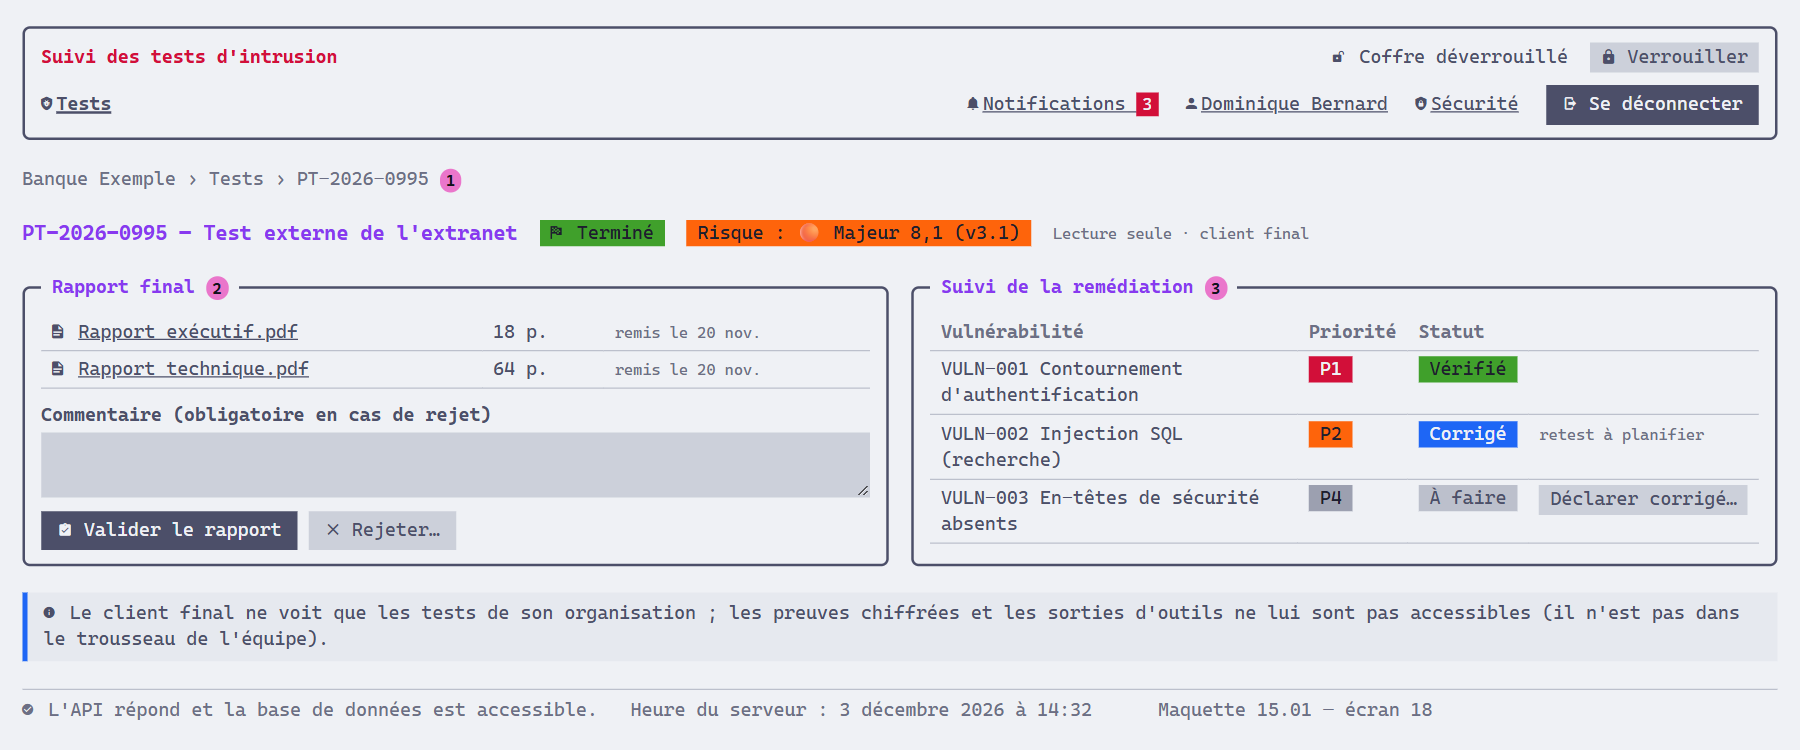 Suivi des tests d'intrusion
Coffre déverrouillé
Verrouiller
Tests
Notifications 3
Dominique Bernard
Sécurité
Se déconnecter
Banque Exemple › Tests › PT-2026-0995 1
PT-2026-0995 — Test externe de l'extranet
Terminé
Risque : Majeur 8,1 (v3.1)
Lecture seule · client final
Rapport final 2
Rapport exécutif.pdf 18 p. remis le 20 nov.
Rapport technique.pdf 64 p. remis le 20 nov.
Commentaire (obligatoire en cas de rejet)
Valider le rapport
Rejeter…
Suivi de la remédiation 3
Vulnérabilité Priorité Statut
VULN-001 Contournement P1 Vérifié
d'authentification
VULN-002 Injection SQL P2 Corrigé retest à planifier
(recherche)
VULN-003 En-têtes de sécurité P4 À faire Déclarer corrigé…
absents
Le client final ne voit que les tests de son organisation ; les preuves chiffrées et les sorties d'outils ne lui sont pas accessibles (il n'est pas dans
le trousseau de l'équipe).
L'API répond et la base de données est accessible. Heure du serveur : 3 décembre 2026 à 14:32 Maquette 15.01 — écran 18